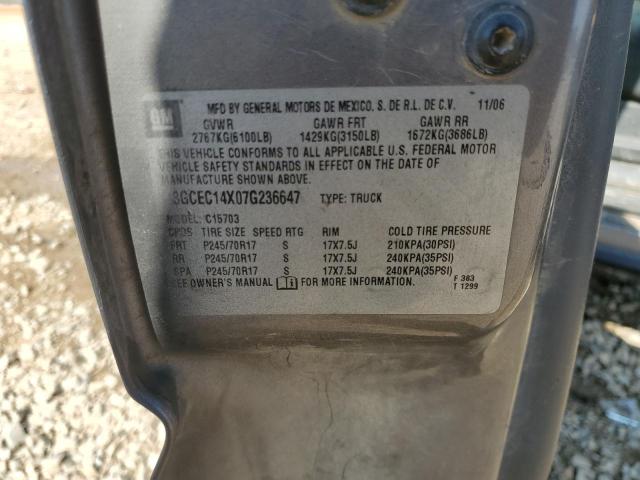 GM MFD BY GENERAL MOTORS DE MEXICO, S. DE R.L. DE C.V. 11/06
GVWR GAWR FRT GAWR RR
2767KG(6100LB) 1429KG(3150LB) 1672KG(3686LB)
THIS VEHICLE CONFORMS TO ALL APPLICABLE U.S. FEDERAL MOTOR
VEHICLE SAFETY STANDARDS IN EFFECT ON THE DATE OF
MANUFACTURE SHOWN ABOVE.
3GCEC14X07G236647 TYPE: TRUCK
MODEL: C15703
TIRE SIZE SPEED RTG RIM COLD TIRE PRESSURE
FRT P245/70R17 S 17X7.5J 210KPA(30PSI)
RR P245/70R17 S 17X7.5J 240KPA(35PSI)
SPA P245/70R17 S 17X7.5J 240KPA(35PSI)
SEE OWNER'S MANUAL FOR MORE INFORMATION.
F 383
T 1299